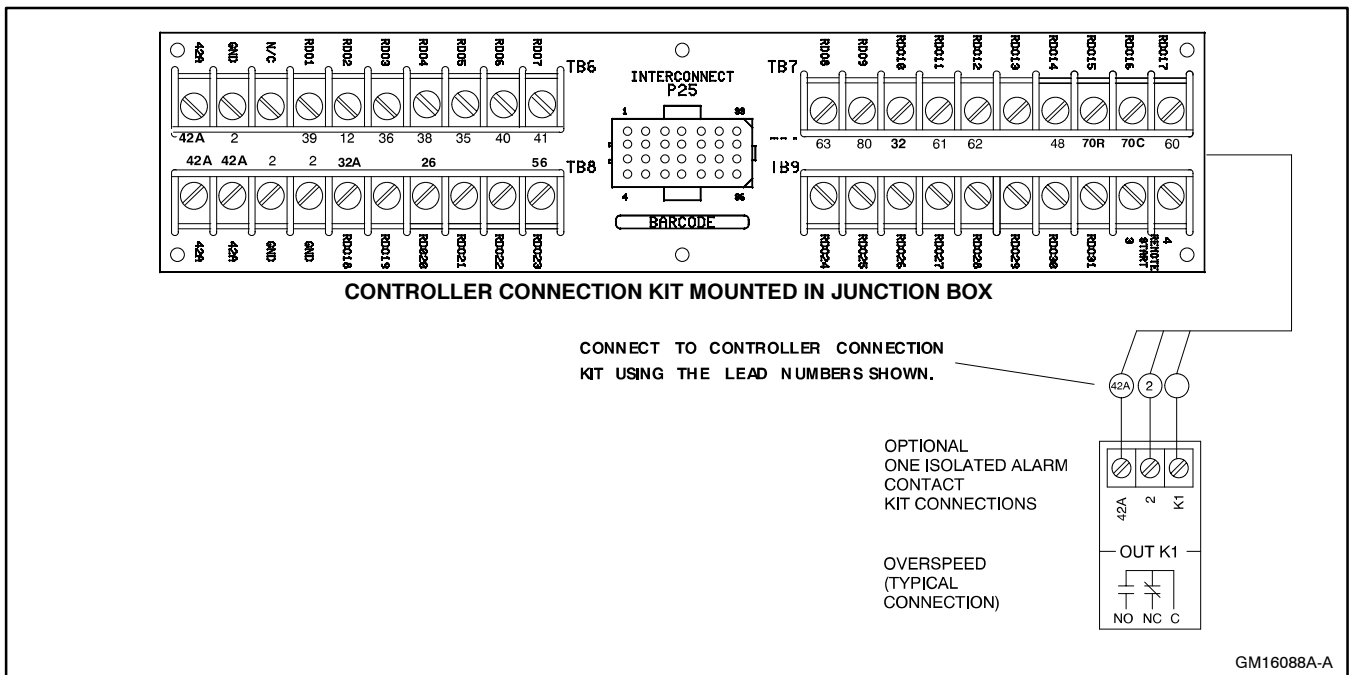 42A GND N/C RDO1 RDO2 RDO3 RDO4 RDO5 RDO6 RDO7
TB6
42A 2 39 12 36 38 35 40 41
42A 42A 2 2 32A 26 56
TB8
42A 42A GND GND RDO18 RDO19 RDO20 RDO21 RDO22 RDO23
INTERCONNECT
P25
1
4
BARCODE
TB7
RDO8 RDO9 RDO10 RDO11 RDO12 RDO13 RDO14 RDO15 RDO16 RDO17
63 80 32 61 62 48 70R 70C 60
TB9
RDO24 RDO25 RDO26 RDO27 RDO28 RDO29 RDO30 RDO31 3 REMOTE START 4
CONTROLLER CONNECTION KIT MOUNTED IN JUNCTION BOX
CONNECT TO CONTROLLER CONNECTION
KIT USING THE LEAD NUMBERS SHOWN.
42A 2
OPTIONAL
ONE ISOLATED ALARM
CONTACT
KIT CONNECTIONS
42A 2 K1
OUT K1
OVERSPEED
(TYPICAL
CONNECTION)
NO NC C
GM16088A-A